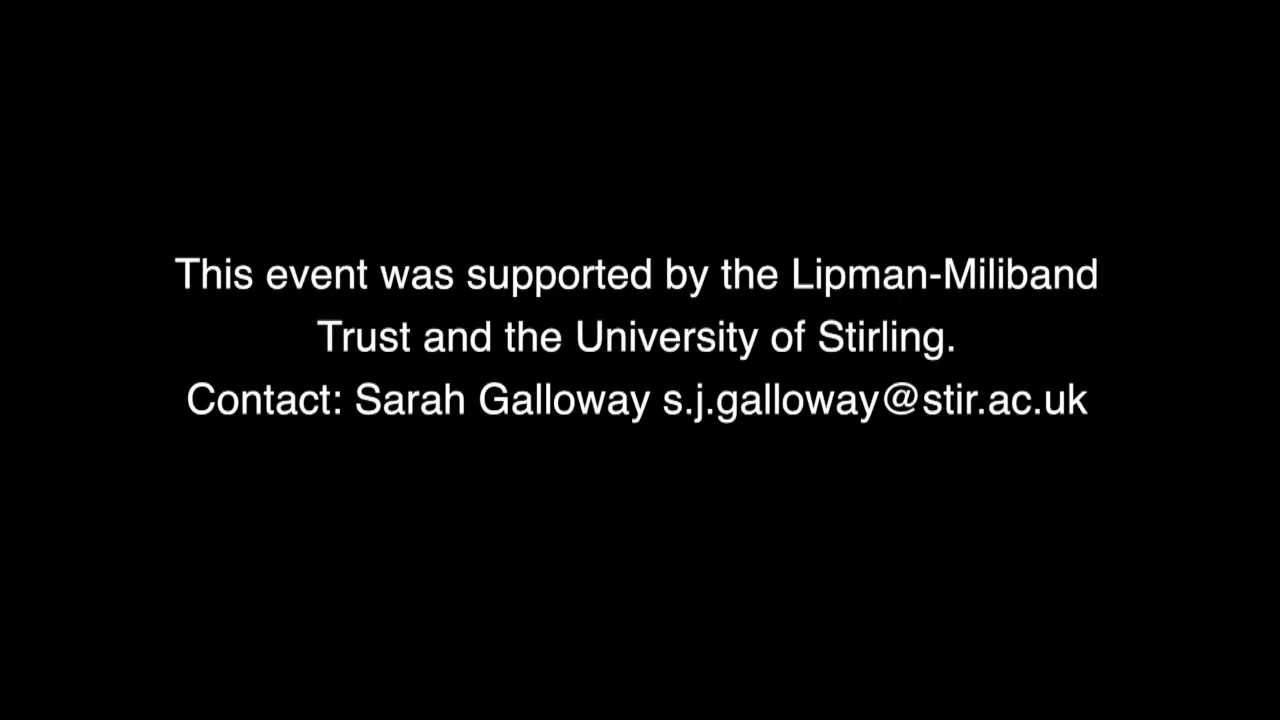 This event was supported by the Lipman-Miliband
Trust and the University of Stirling.
Contact: Sarah Galloway s.j.galloway@stir.ac.uk